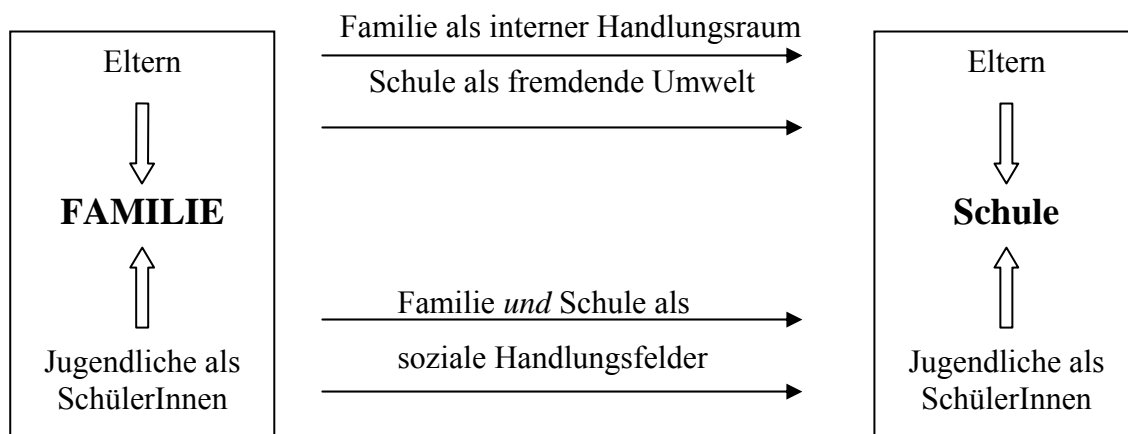 Eltern
FAMILIE
Jugendliche als
SchülerInnen
Familie als interner Handlungsraum
Schule als fremdende Umwelt
Familie und Schule als
soziale Handlungsfelder
Eltern
Schule
Jugendliche als
SchülerInnen